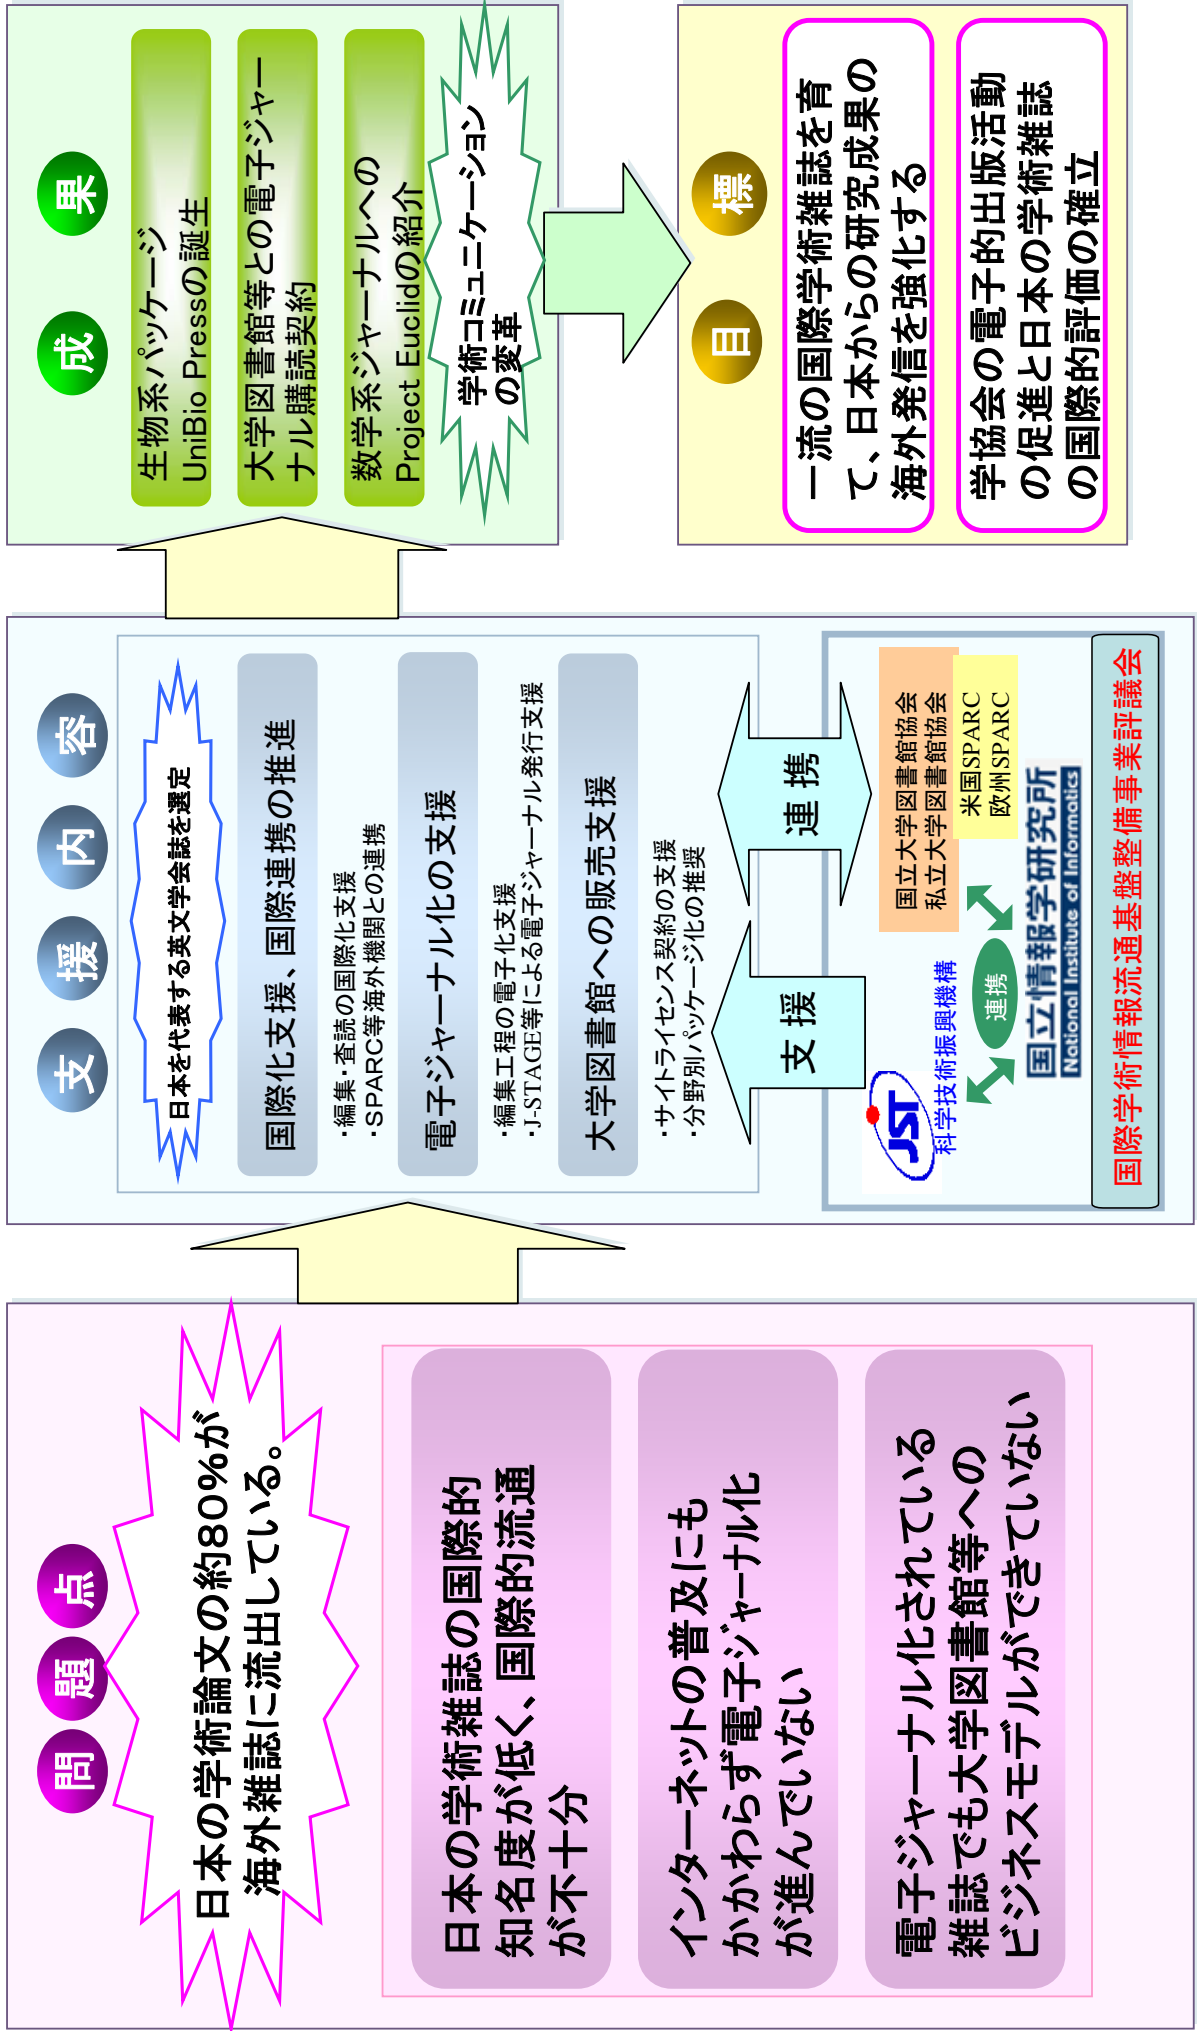 問題点
日本の学術論文の約80%が
海外雑誌に流出している。
日本の学術雑誌の国際的
知名度が低く、国際的流通
が不十分
インターネットの普及にも
かかわらず電子ジャーナル化
が進んでいない
電子ジャーナル化されている
雑誌でも大学図書館等への
ビジネスモデルができていない
支援内容
日本を代表する英文学会誌を選定
国際化支援、国際連携の推進
・編集・査読の国際化支援
・SPARC等海外機関との連携
電子ジャーナル化の支援
・編集工程の電子化支援
・J-STAGE等による電子ジャーナル発行支援
大学図書館への販売支援
・サイトライセンス契約の支援
・分野別パッケージ化の推奨
支援
連携
JST
科学技術振興機構
連携
国立大学図書館協会
私立大学図書館協会
米国SPARC
欧州SPARC
国立情報学研究所
National Institute of Informatics
国際学術情報流通基盤整備事業評議会
成果
生物系パッケージ
UniBio Pressの誕生
大学図書館等との電子ジャー
ナル購読契約
数学系ジャーナルへの
Project Euclidの紹介
学術コミュニケーション
の変革
目標
一流の国際学術雑誌を育
て、日本からの研究成果の
海外発信を強化する
学協会の電子的出版活動
の促進と日本の学術雑誌
の国際的評価の確立